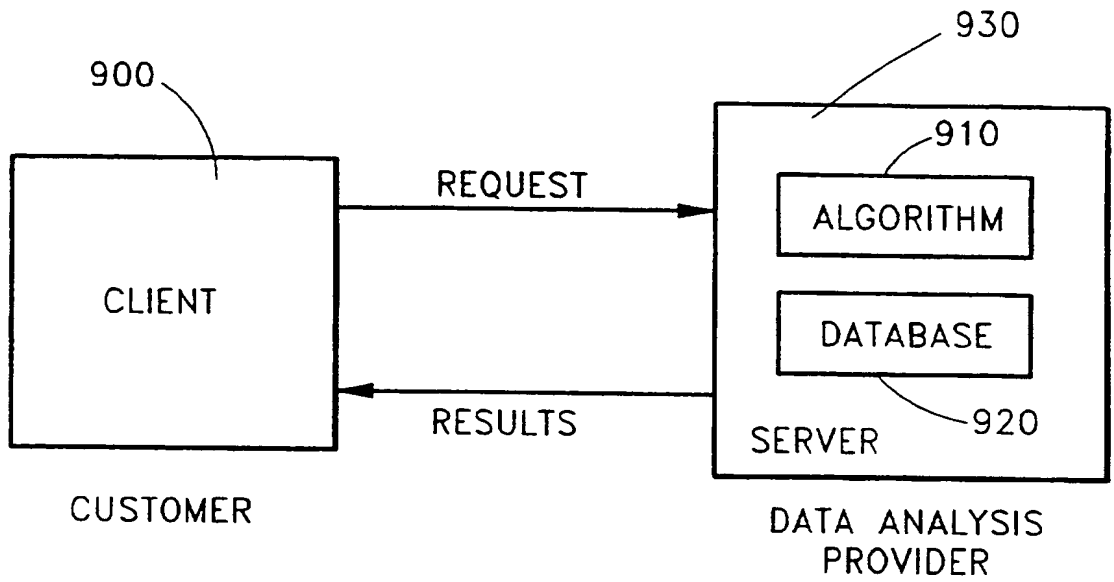 930
900
910
REQUEST
ALGORITHM
CLIENT
DATABASE
RESULTS
920
SERVER
CUSTOMER
DATA ANALYSIS
PROVIDER